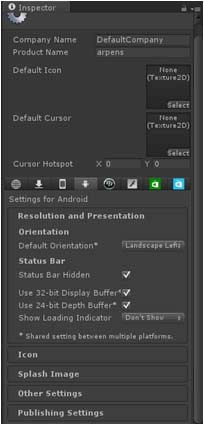 Inspector
Company Name DefaultCompany
Product Name arpens
Default Icon
None
(Texture2D)
Select
Default Cursor
None
(Texture2D)
Select
Cursor Hotspot X 0 Y 0
Settings for Android
Resolution and Presentation
Orientation
Default Orientation* Landscape Left
Status Bar
Status Bar Hidden
Use 32-bit Display Buffer*
Use 24-bit Depth Buffer*
Show Loading Indicator Don't Show
* Shared setting between multiple platforms.
Icon
Splash Image
Other Settings
Publishing Settings